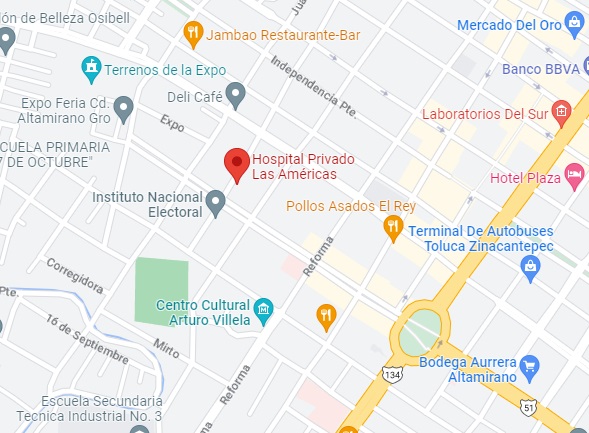 ón de Belleza Osibell
Mercado Del Oro
Jambao Restaurante-Bar
Terrenos de la Expo
Independencia Pte.
Banco BBVA
Deli Café
Expo Feria Cd.
Altamirano Gro
Laboratorios Del Sur
Expo
CUELA PRIMARIA
7 DE OCTUBRE"
Hospital Privado
Las Américas
Hotel Plaza
Instituto Nacional
Electoral
Pollos Asados El Rey
Terminal De Autobuses
Toluca Zinacantepec
Reforma
Corregidora
Pte.
Centro Cultural
Arturo Villela
16 de Septiembre
Mirto
Bodega Aurrera
Altamirano
134
Reforma
51
Escuela Secundaria
Tecnica Industrial No. 3